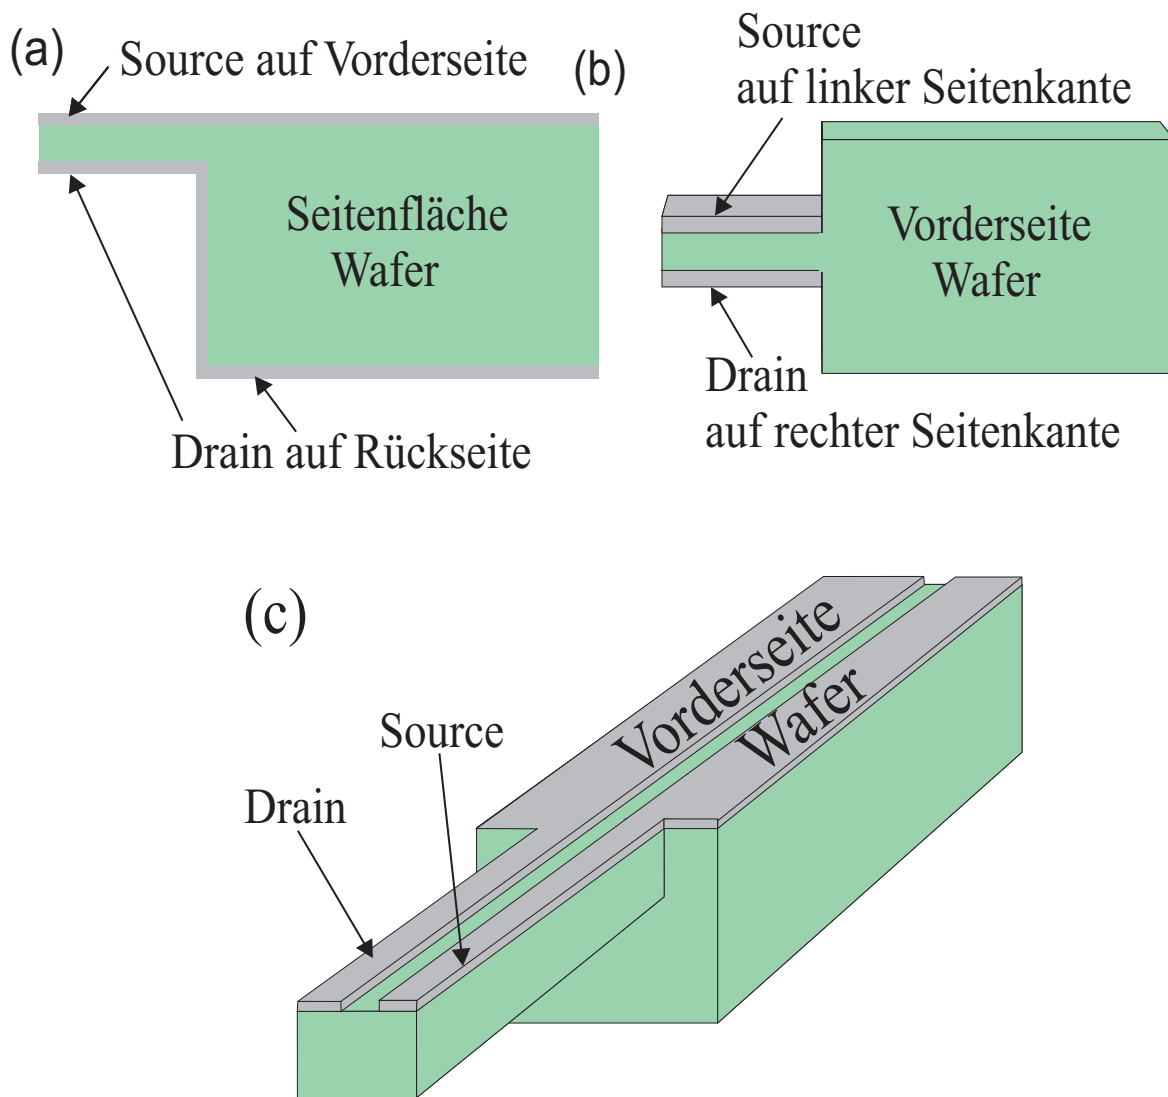 (a)
Source auf Vorderseite
Seitenfläche
Wafer
Drain auf Rückseite
(b)
Source
auf linker Seitenkante
Vorderseite
Wafer
Drain
auf rechter Seitenkante
(c)
Vorderseite
Wafer
Source
Drain